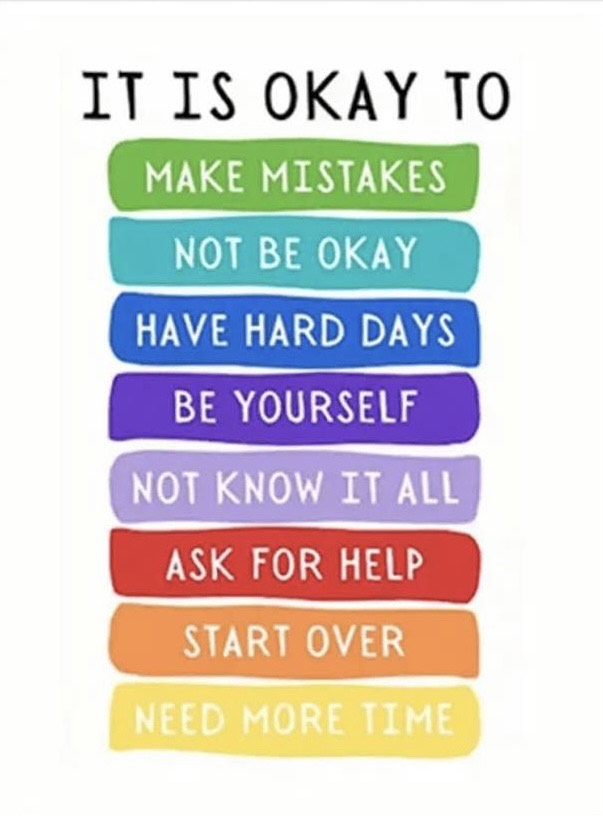 IT IS OKAY TO
MAKE MISTAKES
NOT BE OKAY
HAVE HARD DAYS
BE YOURSELF
NOT KNOW IT ALL
ASK FOR HELP
START OVER
NEED MORE TIME